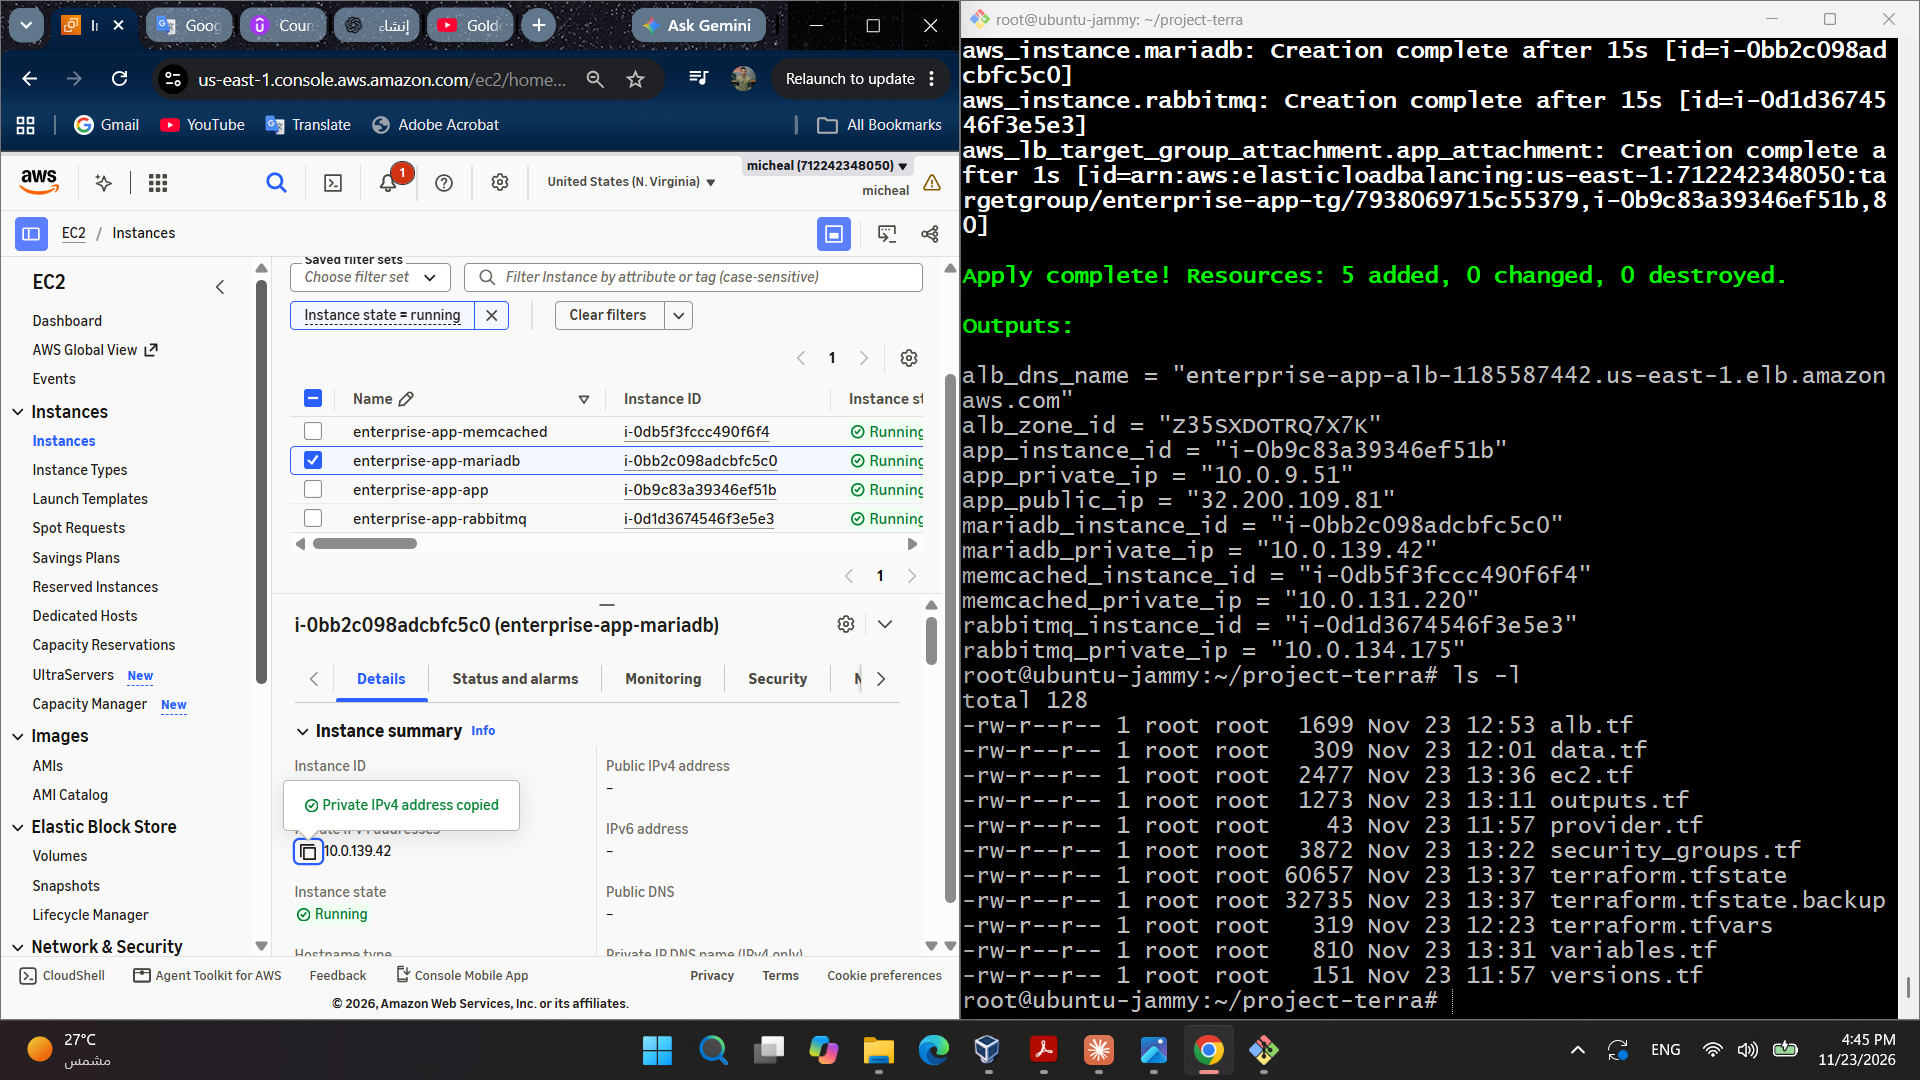 In
Goog
Cour
إنشاء
Gold
Ask Gemini
us-east-1.console.aws.amazon.com/ec2/home...
Relaunch to update
Gmail
YouTube
Translate
Adobe Acrobat
All Bookmarks
aws
1
United States (N. Virginia)
micheal (712242348050)
micheal
EC2 / Instances
EC2
Dashboard
AWS Global View
Events
Instances
Instances
Instance Types
Launch Templates
Spot Requests
Savings Plans
Reserved Instances
Dedicated Hosts
Capacity Reservations
UltraServers New
Capacity Manager New
Images
AMIs
AMI Catalog
Elastic Block Store
Volumes
Snapshots
Lifecycle Manager
Network & Security
Saved filter sets
Choose filter set
Filter Instance by attribute or tag (case-sensitive)
Instance state = running
Clear filters
1
Name
Instance ID
Instance st
enterprise-app-memcached i-0db5f3fccc490f6f4 Running
enterprise-app-mariadb i-0bb2c098adcbfc5c0 Running
enterprise-app-app i-0b9c83a39346ef51b Running
enterprise-app-rabbitmq i-0d1d3674546f3e5e3 Running
1
i-0bb2c098adcbfc5c0 (enterprise-app-mariadb)
Details
Status and alarms
Monitoring
Security
Instance summary Info
Instance ID
Public IPv4 address
–
Private IPv4 address copied
Private IPv4 addresses
10.0.139.42
IPv6 address
–
Instance state
Running
Public DNS
–
Hostname type
Private IP DNS name (IPv4 only)
CloudShell
Agent Toolkit for AWS
Feedback
Console Mobile App
Privacy
Terms
Cookie preferences
© 2026, Amazon Web Services, Inc. or its affiliates.
root@ubuntu-jammy: ~/project-terra
aws_instance.mariadb: Creation complete after 15s [id=i-0bb2c098ad
cbfc5c0]
aws_instance.rabbitmq: Creation complete after 15s [id=i-0d1d36745
46f3e5e3]
aws_lb_target_group_attachment.app_attachment: Creation complete a
fter 1s [id=arn:aws:elasticloadbalancing:us-east-1:712242348050:ta
rgetgroup/enterprise-app-tg/7938069715c55379,i-0b9c83a39346ef51b,8
0]
Apply complete! Resources: 5 added, 0 changed, 0 destroyed.
Outputs:
alb_dns_name = "enterprise-app-alb-1185587442.us-east-1.elb.amazon
aws.com"
alb_zone_id = "Z35SXDOTRQ7X7K"
app_instance_id = "i-0b9c83a39346ef51b"
app_private_ip = "10.0.9.51"
app_public_ip = "32.200.109.81"
mariadb_instance_id = "i-0bb2c098adcbfc5c0"
mariadb_private_ip = "10.0.139.42"
memcached_instance_id = "i-0db5f3fccc490f6f4"
memcached_private_ip = "10.0.131.220"
rabbitmq_instance_id = "i-0d1d3674546f3e5e3"
rabbitmq_private_ip = "10.0.134.175"
root@ubuntu-jammy:~/project-terra# ls -l
total 128
-rw-r--r-- 1 root root  1699 Nov 23 12:53 alb.tf
-rw-r--r-- 1 root root   309 Nov 23 12:01 data.tf
-rw-r--r-- 1 root root  2477 Nov 23 13:36 ec2.tf
-rw-r--r-- 1 root root  1273 Nov 23 13:11 outputs.tf
-rw-r--r-- 1 root root    43 Nov 23 11:57 provider.tf
-rw-r--r-- 1 root root  3872 Nov 23 13:22 security_groups.tf
-rw-r--r-- 1 root root 60657 Nov 23 13:37 terraform.tfstate
-rw-r--r-- 1 root root 32735 Nov 23 13:37 terraform.tfstate.backup
-rw-r--r-- 1 root root   319 Nov 23 12:23 terraform.tfvars
-rw-r--r-- 1 root root   810 Nov 23 13:31 variables.tf
-rw-r--r-- 1 root root   151 Nov 23 11:57 versions.tf
root@ubuntu-jammy:~/project-terra#
27°C
مشمس
ENG
4:45 PM
11/23/2026